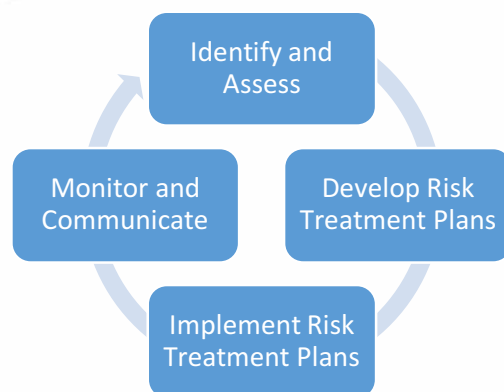 Identify and
Assess
Develop Risk
Treatment Plans
Implement Risk
Treatment Plans
Monitor and
Communicate